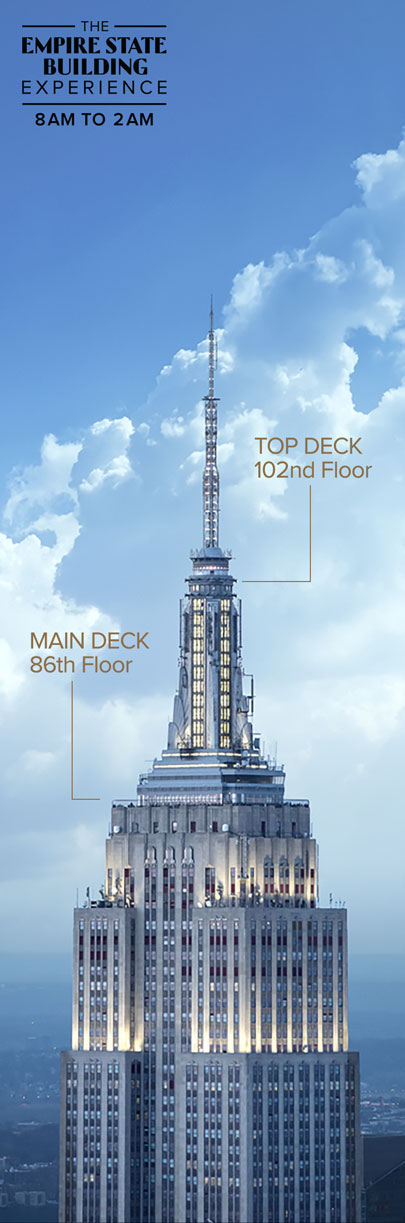 THE
EMPIRE STATE
BUILDING
EXPERIENCE
8AM TO 2AM
TOP DECK
102nd Floor
MAIN DECK
86th Floor